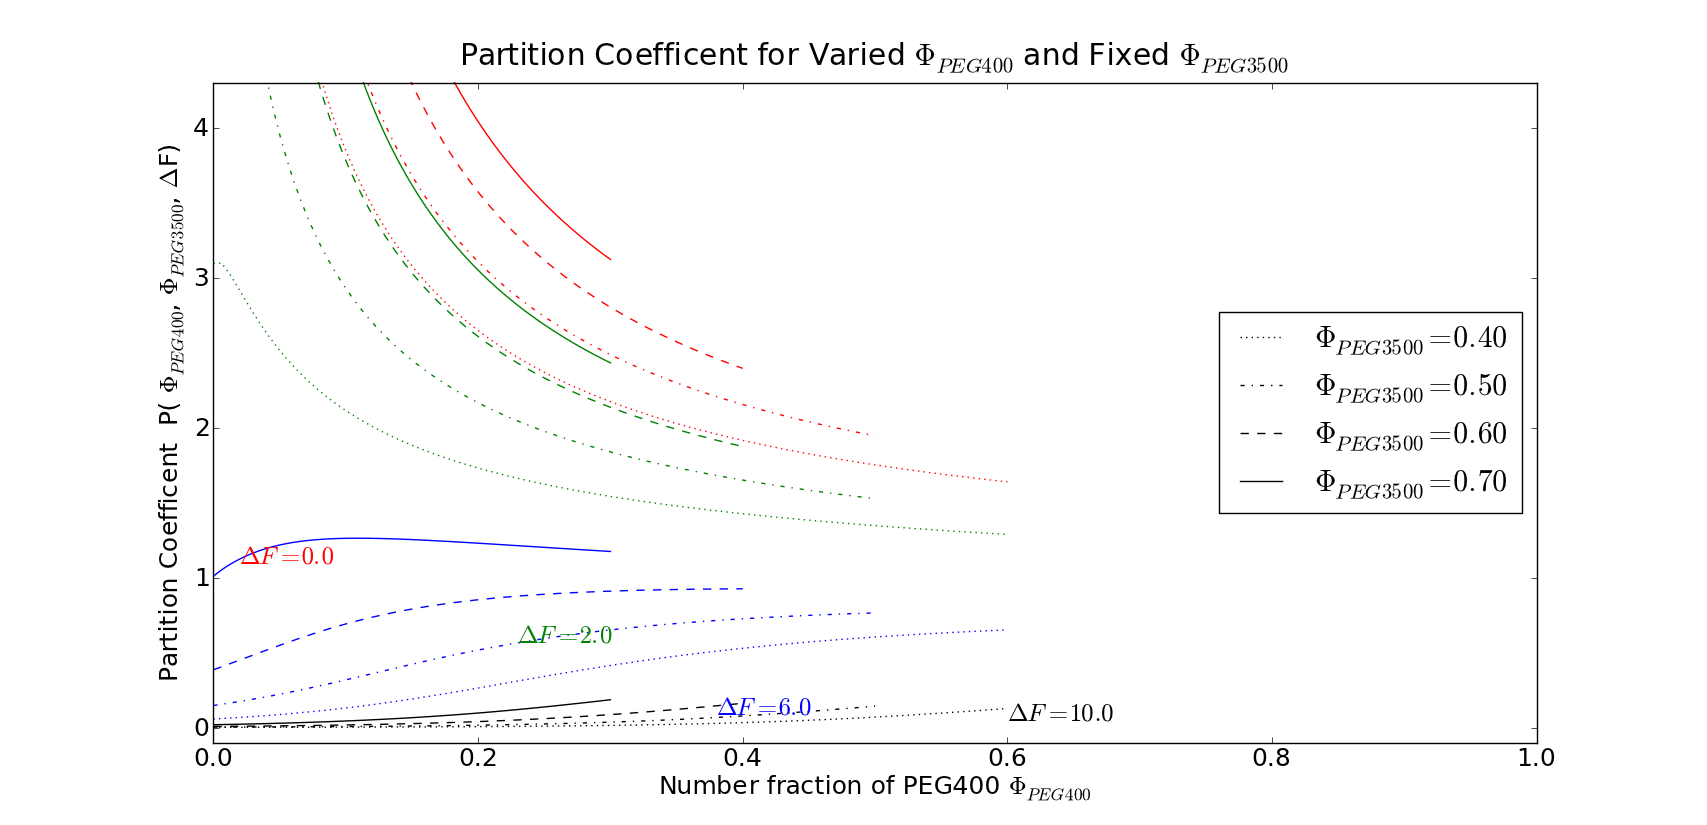 Partition Coefficent for Varied Φ_PEG400 and Fixed Φ_PEG3500
Partition Coefficent P( Φ_PEG400, Φ_PEG3500, ΔF)
4
3
2
1
0
ΔF=0.0
ΔF=2.0
ΔF=6.0
ΔF=10.0
Φ_PEG3500=0.40
Φ_PEG3500=0.50
Φ_PEG3500=0.60
Φ_PEG3500=0.70
0.0 0.2 0.4 0.6 0.8 1.0
Number fraction of PEG400 Φ_PEG400